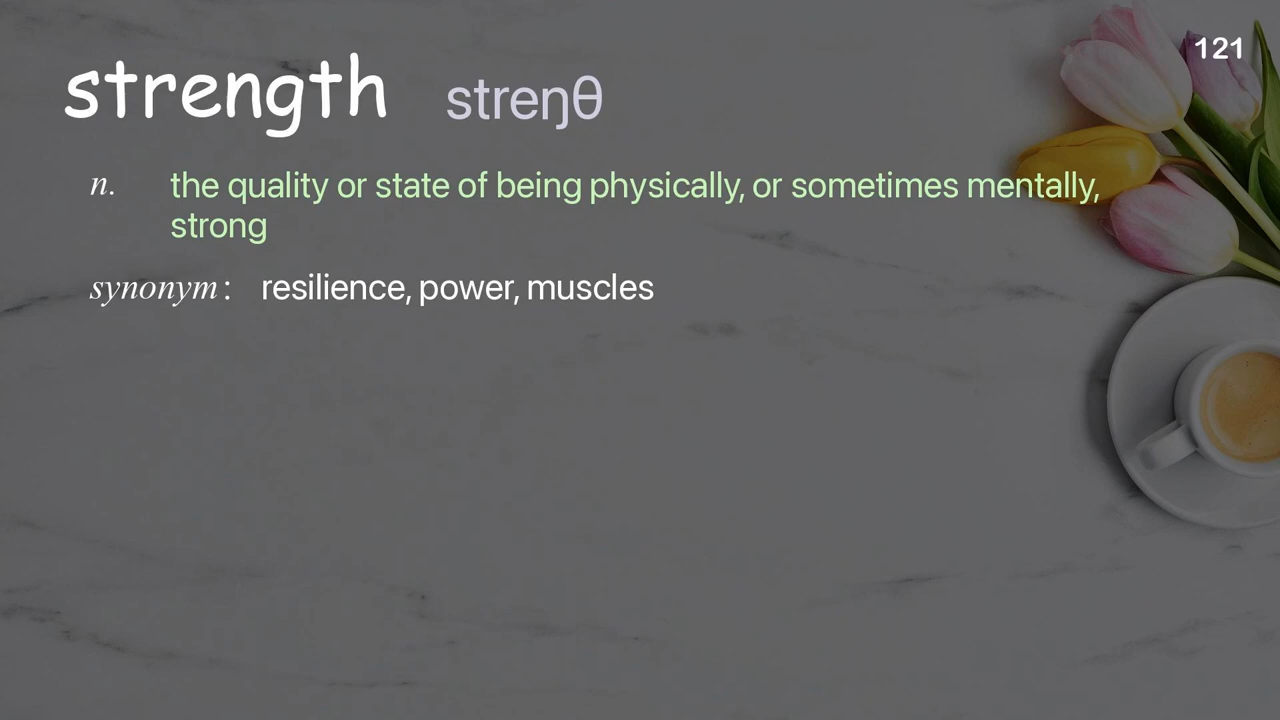 121
strength streŋθ
n. the quality or state of being physically, or sometimes mentally,
strong
synonym : resilience, power, muscles